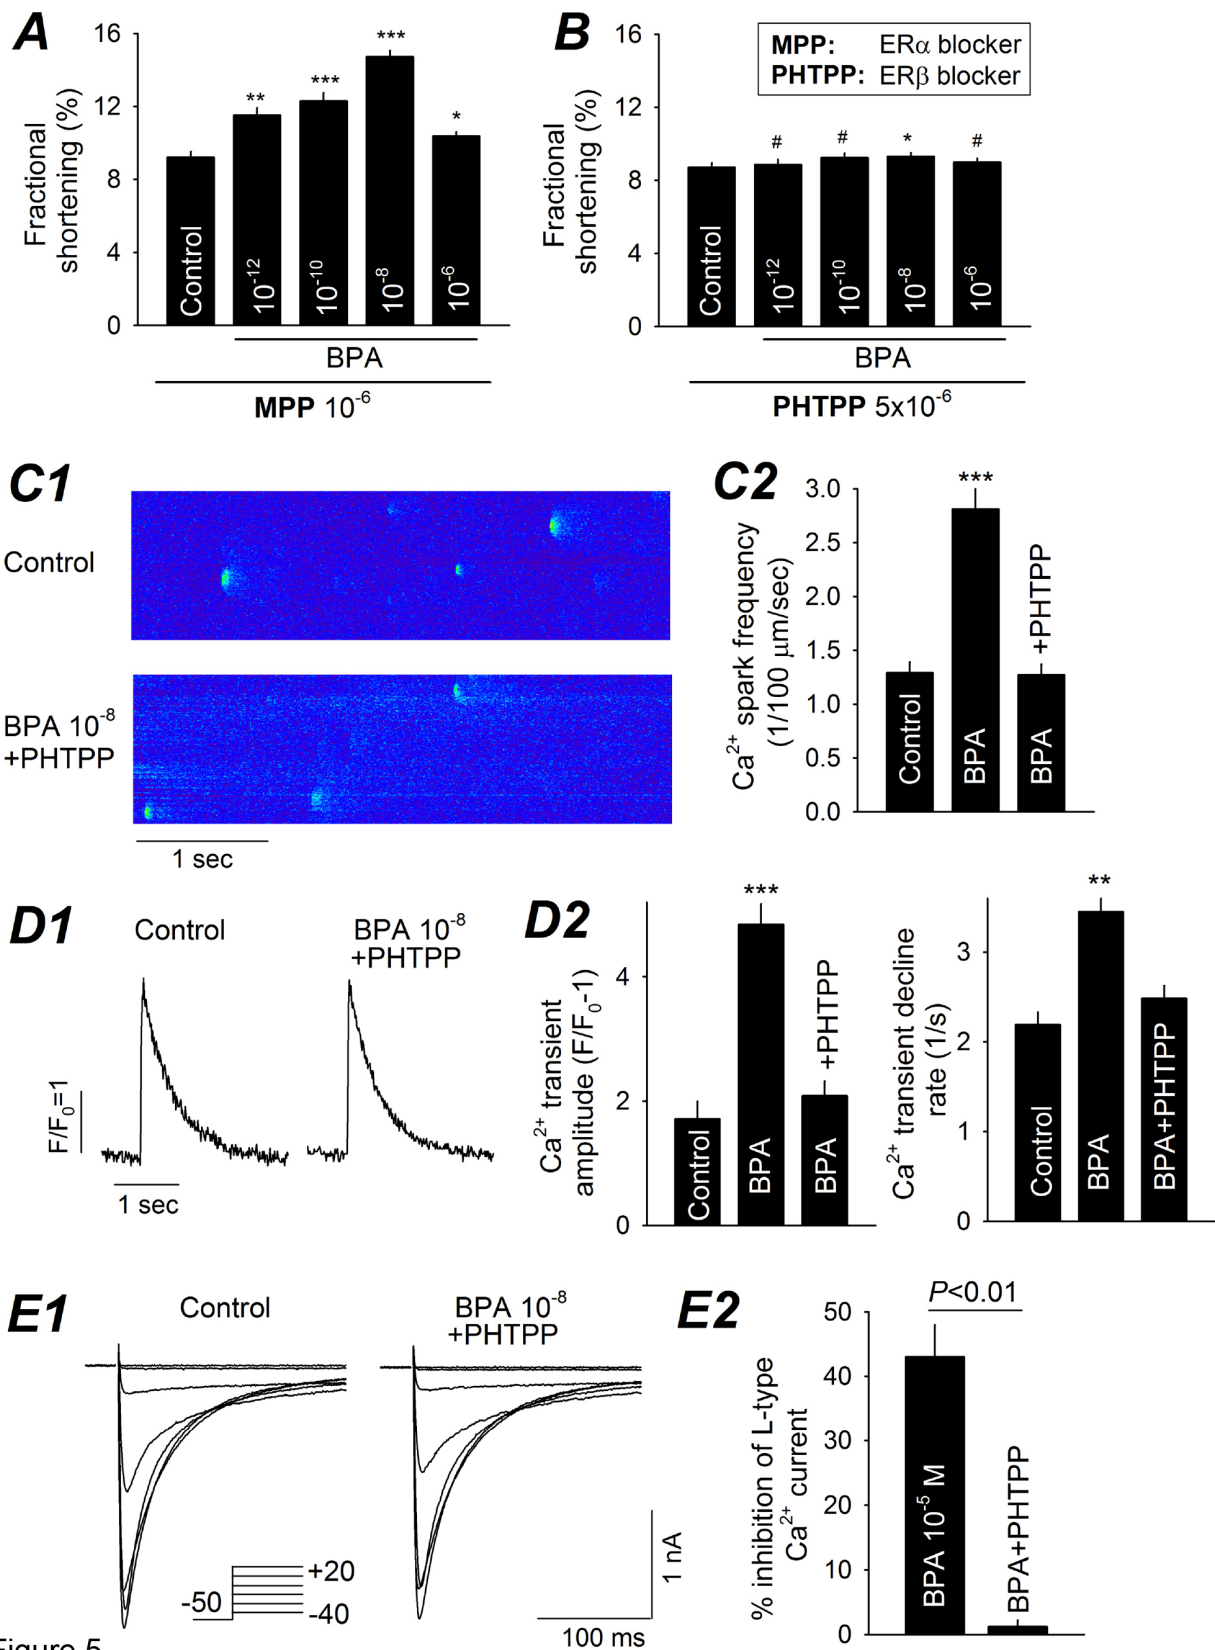 A
16
12
8
4
0
Fractional
shortening (%)
**
***
***
*
Control
10⁻¹²
10⁻¹⁰
10⁻⁸
10⁻⁶
BPA
MPP 10⁻⁶
B
16
12
8
4
0
Fractional
shortening (%)
MPP: ERα blocker
PHTPP: ERβ blocker
#
#
*
#
Control
10⁻¹²
10⁻¹⁰
10⁻⁸
10⁻⁶
BPA
PHTPP 5x10⁻⁶
C1
Control
BPA 10⁻⁸
+PHTPP
1 sec
C2
3.0
2.5
2.0
1.5
1.0
0.5
0.0
Ca²⁺ spark frequency
(1/100 μm/sec)
***
Control
BPA
BPA +PHTPP
D1
Control
BPA 10⁻⁸
+PHTPP
F/F₀=1
1 sec
D2
4
2
0
Ca²⁺ transient
amplitude (F/F₀-1)
***
Control
BPA
BPA +PHTPP
3
2
1
0
Ca²⁺ transient decline
rate (1/s)
**
Control
BPA
BPA+PHTPP
E1
Control
BPA 10⁻⁸
+PHTPP
-50
+20
-40
1 nA
100 ms
E2
50
40
30
20
10
0
% inhibition of L-type
Ca²⁺ current
P<0.01
BPA 10⁻⁵ M
BPA+PHTPP
Figure 5